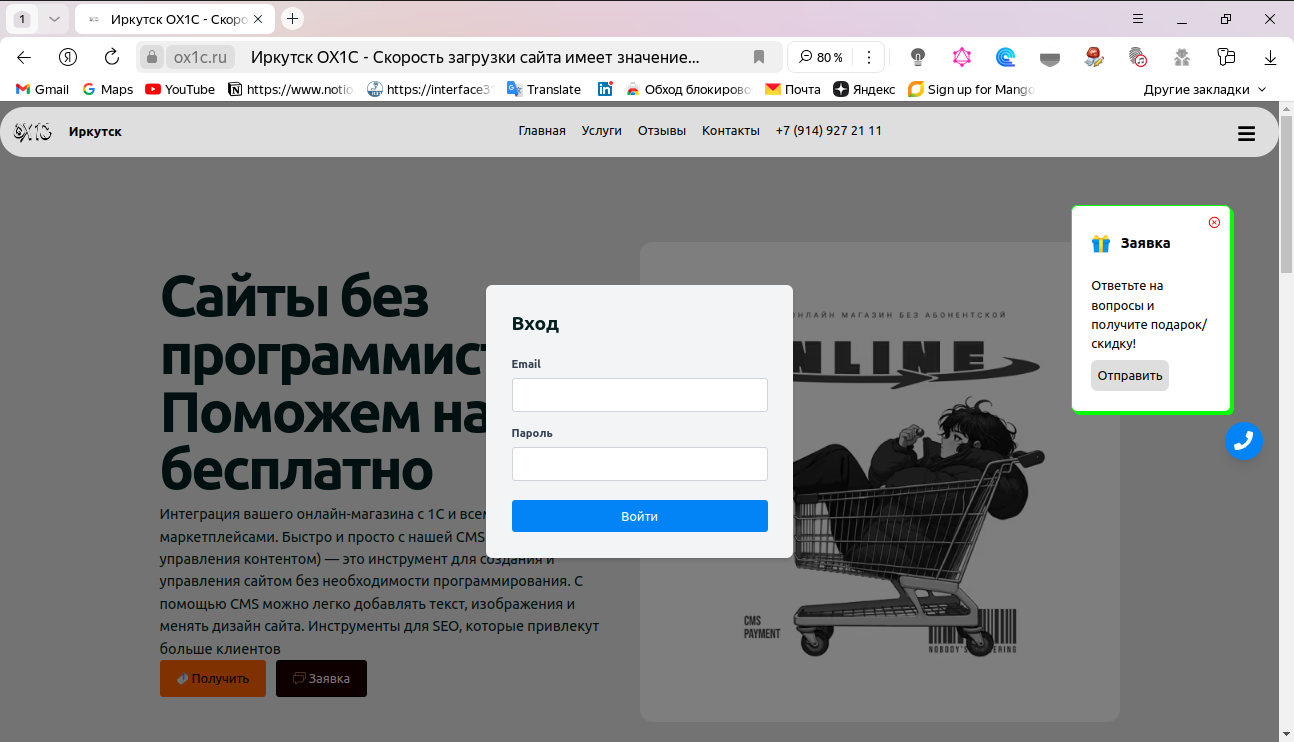 1
Иркутск OX1C - Скоро
ox1c.ru
Иркутск OX1C - Скорость загрузки сайта имеет значение...
80 %
Gmail
Maps
YouTube
https://www.notio
https://interface31
Translate
Обход блокиров
Почта
Яндекс
Sign up for Mango
Другие закладки
OX1C
Иркутск
Главная
Услуги
Отзывы
Контакты
+7 (914) 927 21 11
Заявка
Ответьте на
вопросы и
получите подарок/
скидку!
Отправить
Сайты без
программист
Поможем на
бесплатно
Интеграция вашего онлайн-магазина с 1С и всем
маркетплейсами. Быстро и просто с нашей CMS
управления контентом) — это инструмент для создания и
управления сайтом без необходимости программирования. С
помощью CMS можно легко добавлять текст, изображения и
менять дизайн сайта. Инструменты для SEO, которые привлекут
больше клиентов
Получить
Заявка
Вход
Email
Пароль
Войти
ОНЛАЙН МАГАЗИН БЕЗ АБОНЕНТСКОЙ
NLINE
CMS
PAYMENT